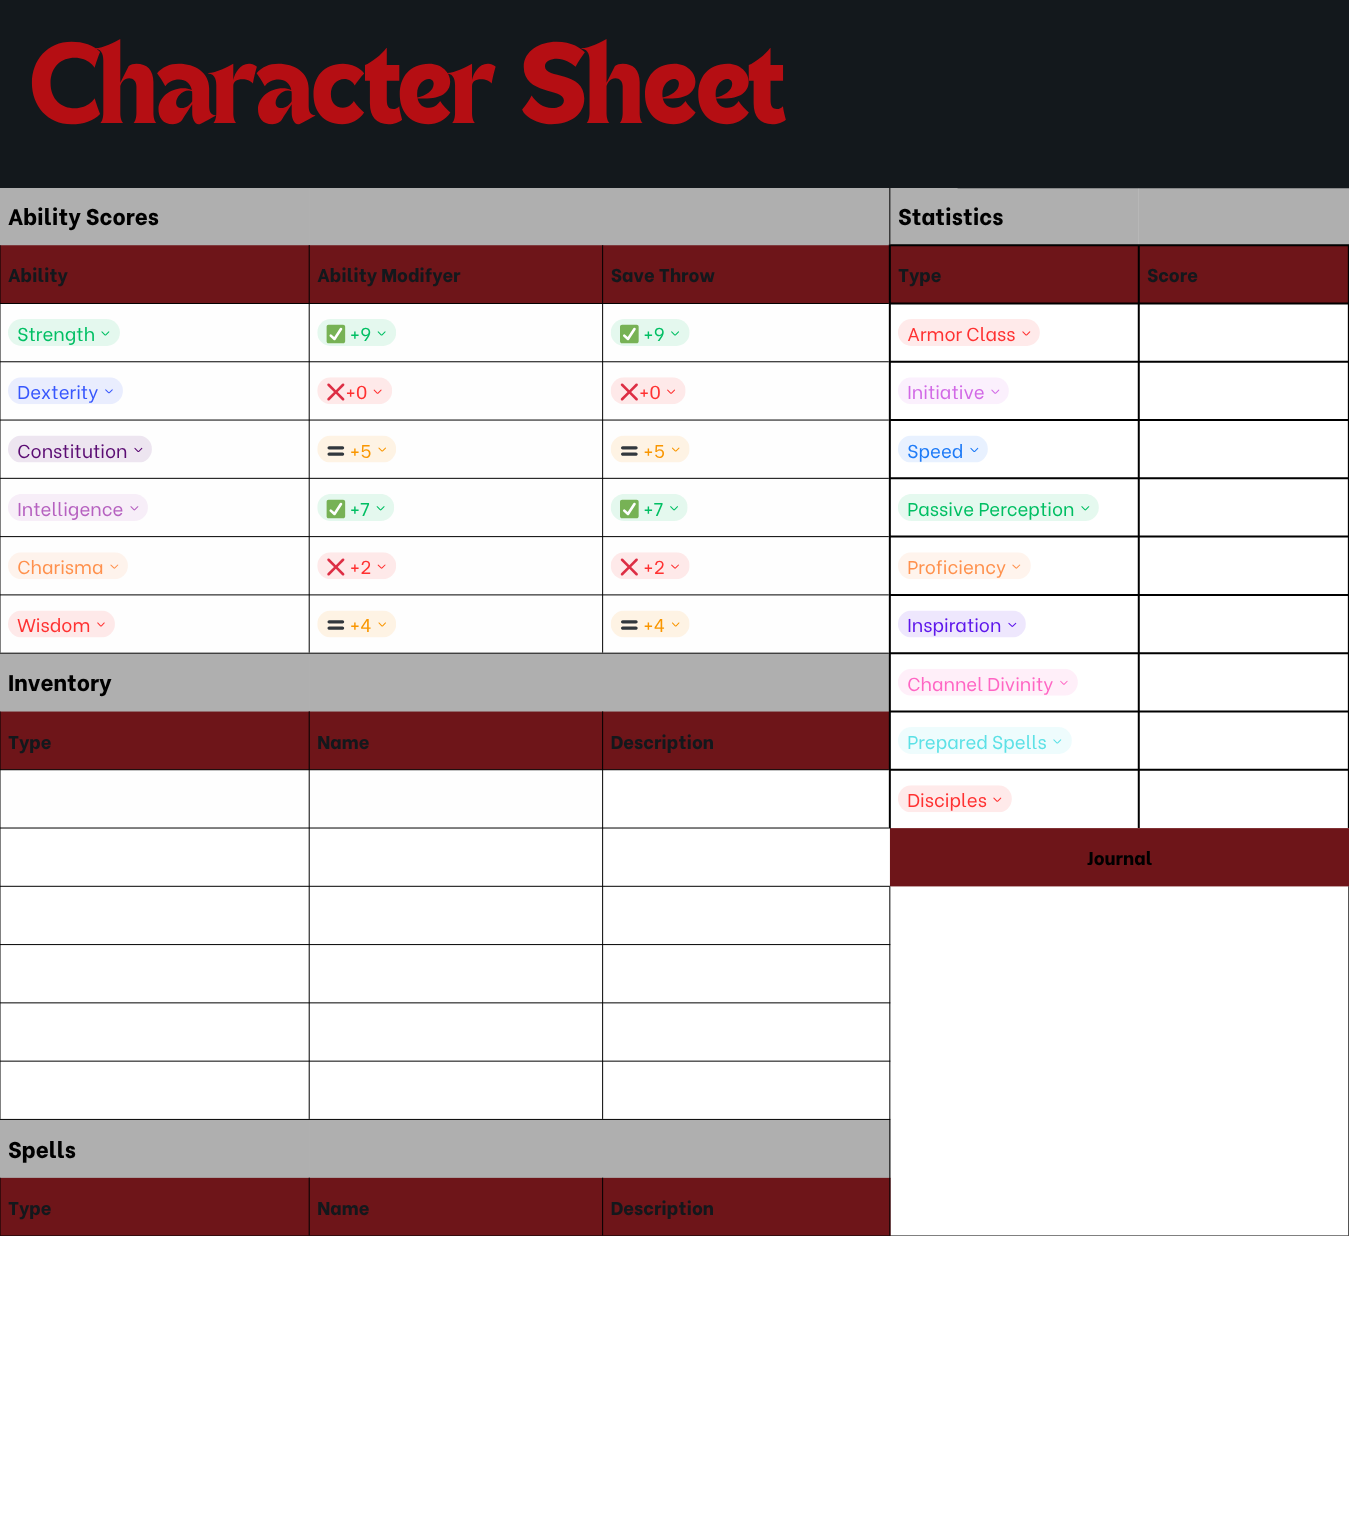 Character Sheet
Ability Scores
Ability Ability Modifyer Save Throw
Strength ✅ +9 ✅ +9
Dexterity ❌+0 ❌+0
Constitution 🟰 +5 🟰 +5
Intelligence ✅ +7 ✅ +7
Charisma ❌ +2 ❌ +2
Wisdom 🟰 +4 🟰 +4
Inventory
Type Name Description
Spells
Type Name Description
Statistics
Type Score
Armor Class
Initiative
Speed
Passive Perception
Proficiency
Inspiration
Channel Divinity
Prepared Spells
Disciples
Journal